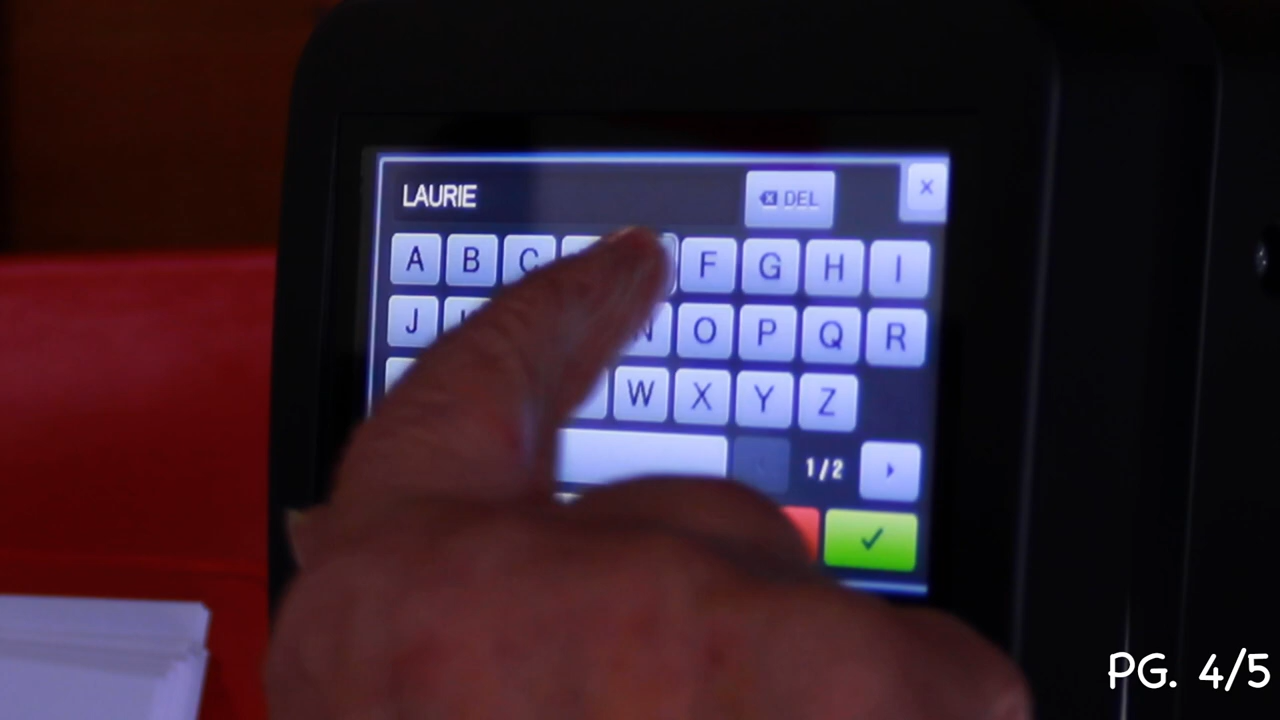 LAURIE
DEL
×
A B C F G H I
J N O P Q R
W X Y Z
1/2
PG. 4/5